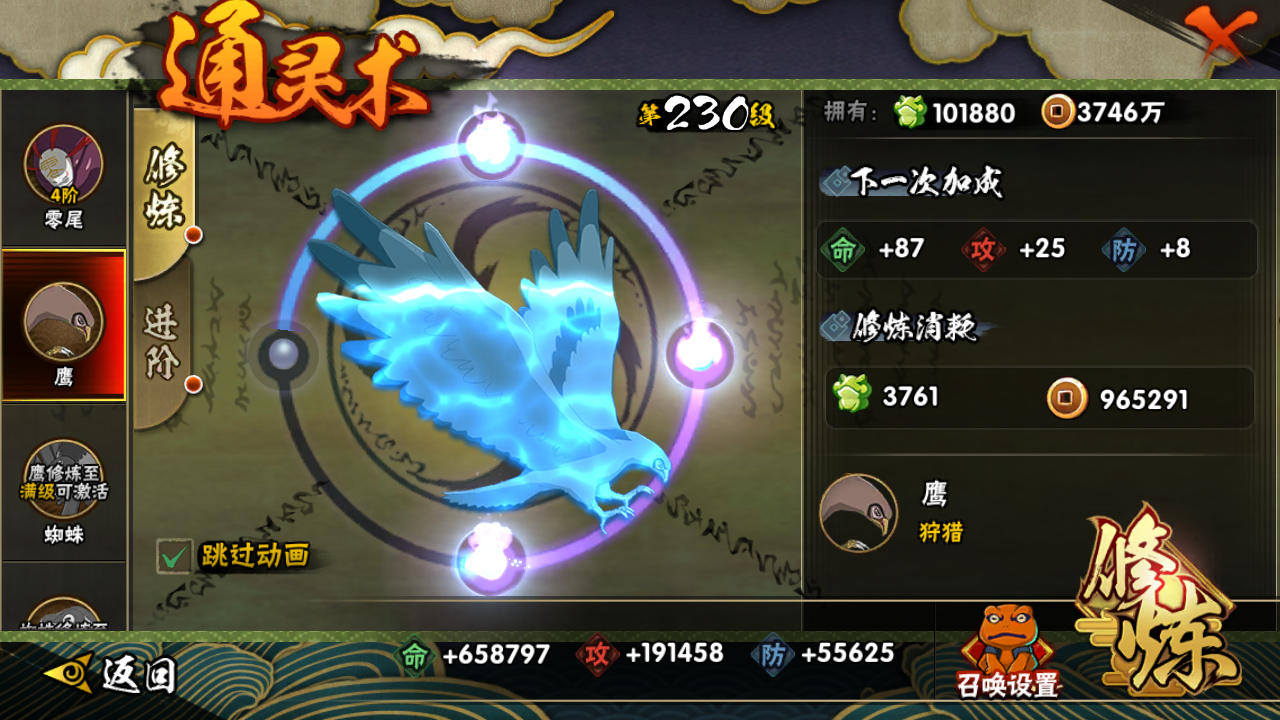 通灵术
第230级
拥有: 101880 3746万
4阶
零尾
鹰
鹰修炼至
满级可激活
蜘蛛
修炼
进阶
跳过动画
下一次加成
命 +87 攻 +25 防 +8
修炼消耗
3761 965291
鹰
狩猎
修炼
返回
命 +658797 攻 +191458 防 +55625
召唤设置